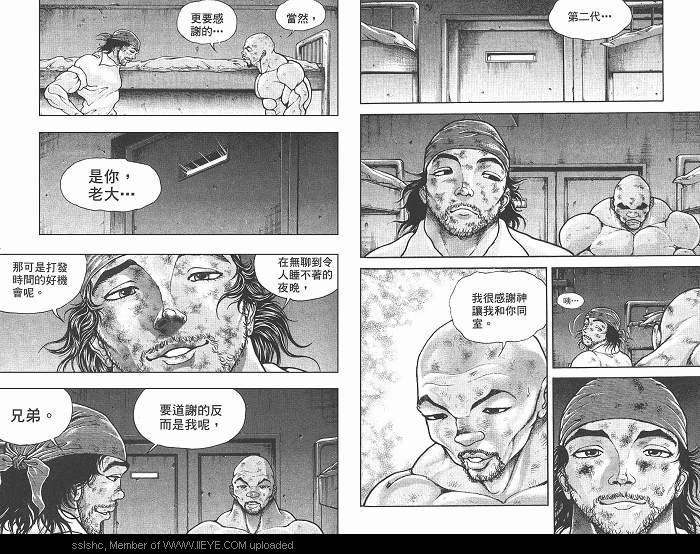 第二代…
我很感謝神
讓我和你同
室。
咦…
當然，
更要感
謝的…
是你，
老大…
在無聊到令
人睡不著的
夜晚，
那可是打發
時間的好機
會呢。
要道謝的反
而是我呢，
兄弟。
sslshc, Member of WWW.IIEYE.COM uploaded